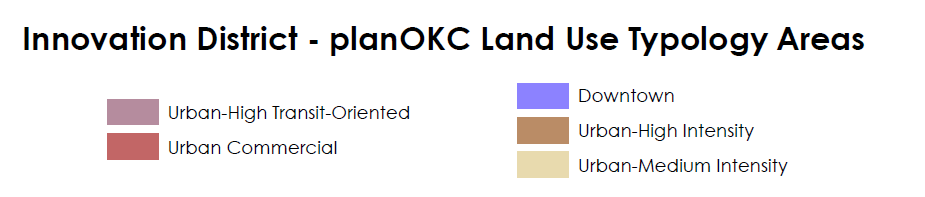 Innovation District - planOKC Land Use Typology Areas
Urban-High Transit-Oriented
Urban Commercial
Downtown
Urban-High Intensity
Urban-Medium Intensity